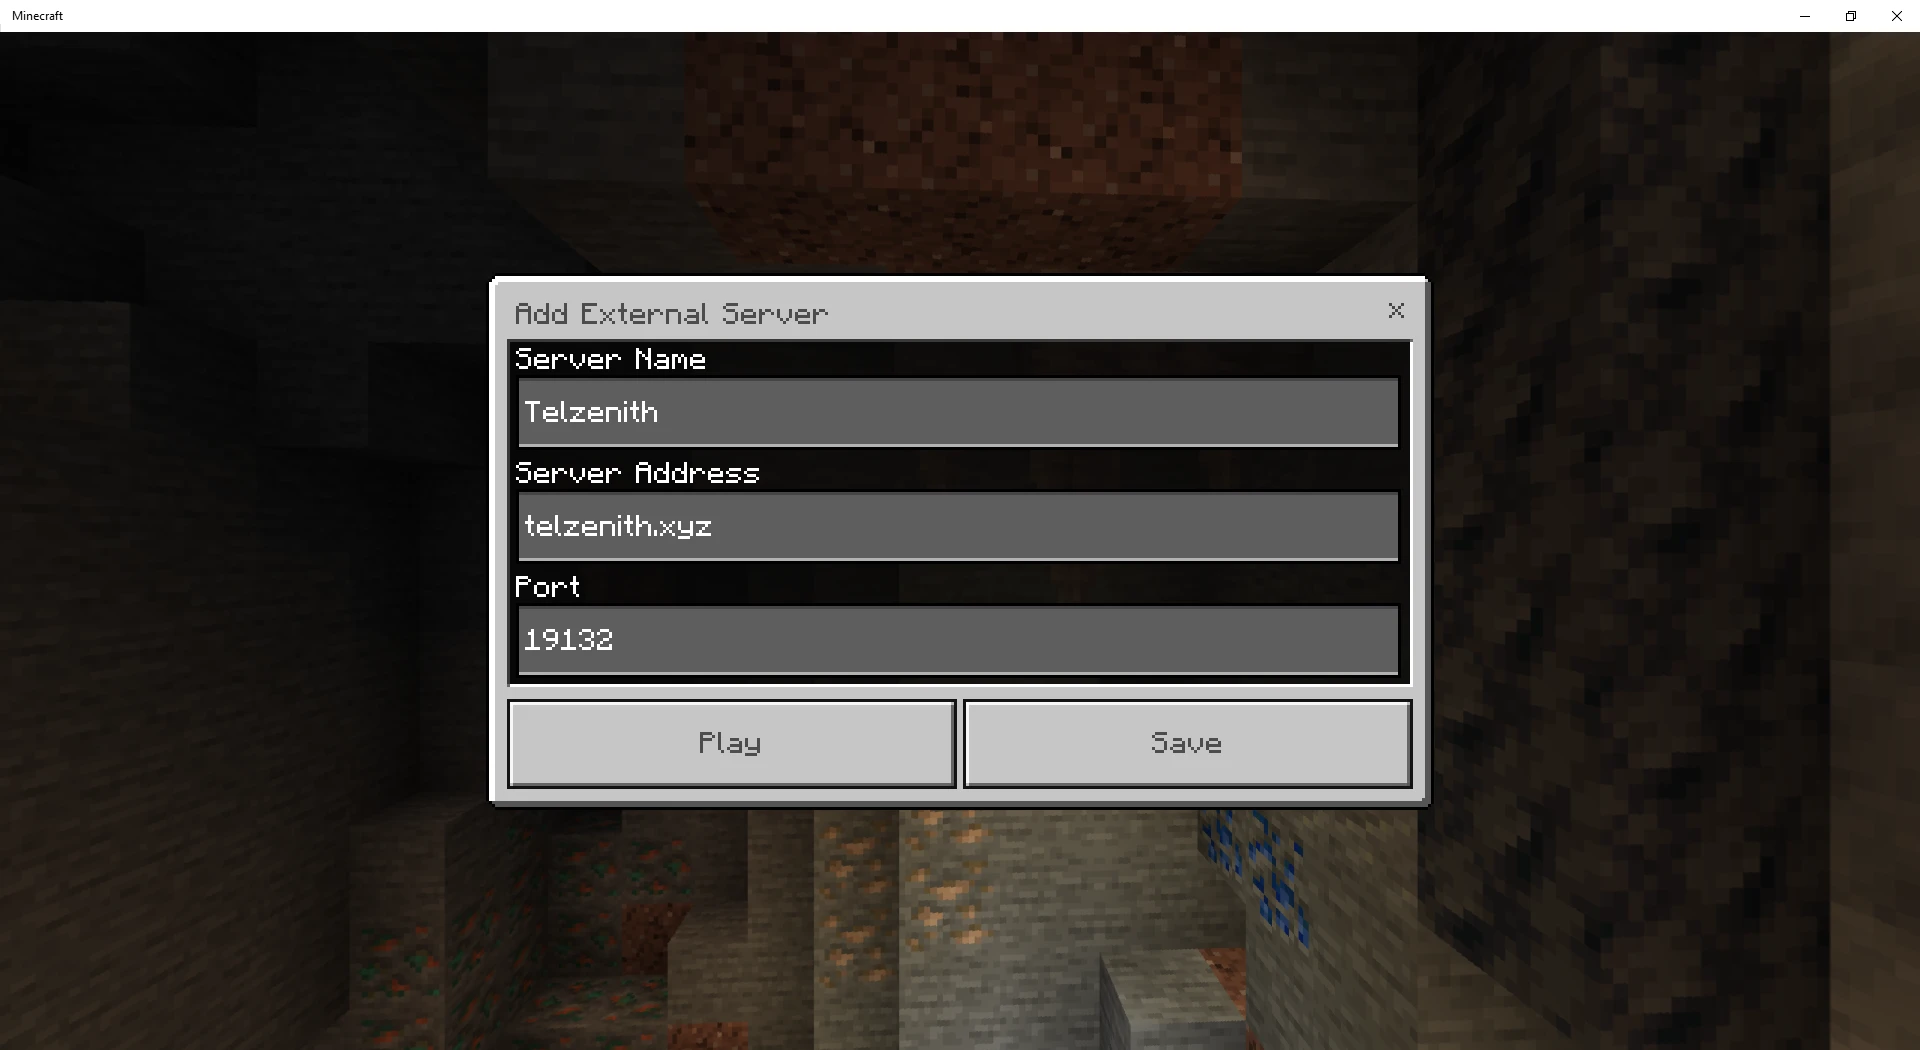 Minecraft
Add External Server
Server Name
Telzenith
Server Address
telzenith.xyz
Port
19132
Play
Save